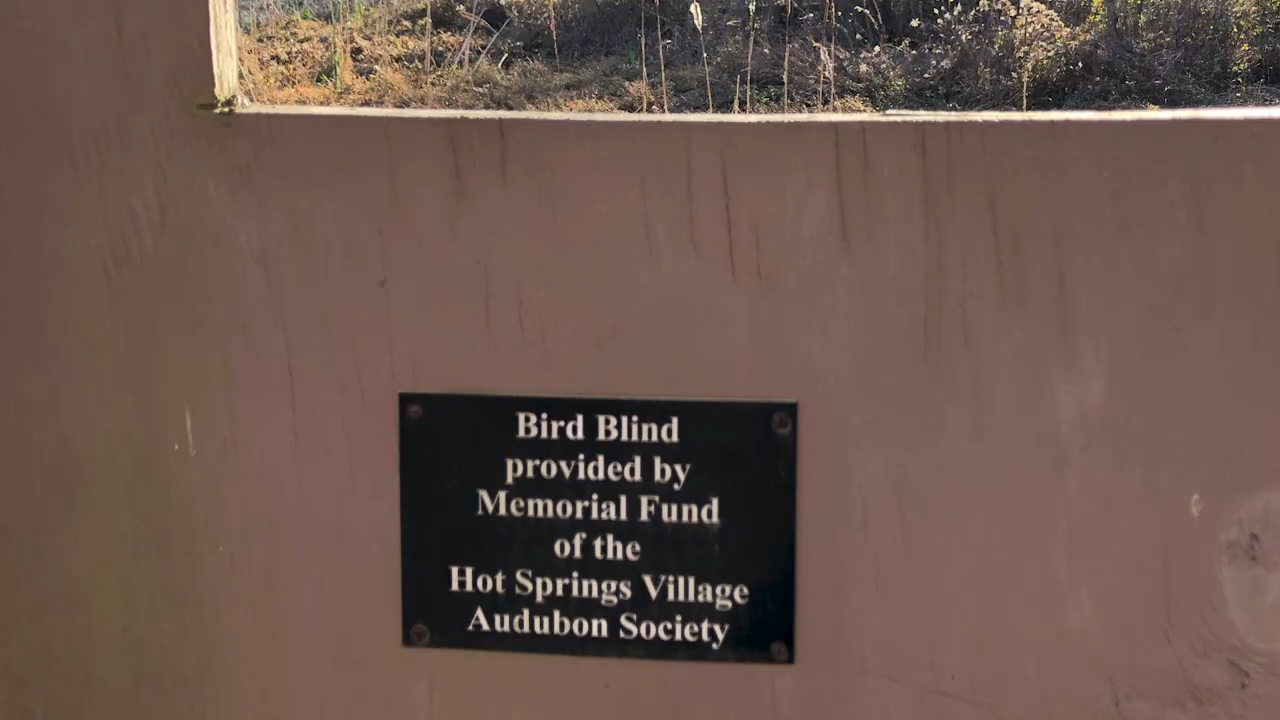 Bird Blind
provided by
Memorial Fund
of the
Hot Springs Village
Audubon Society